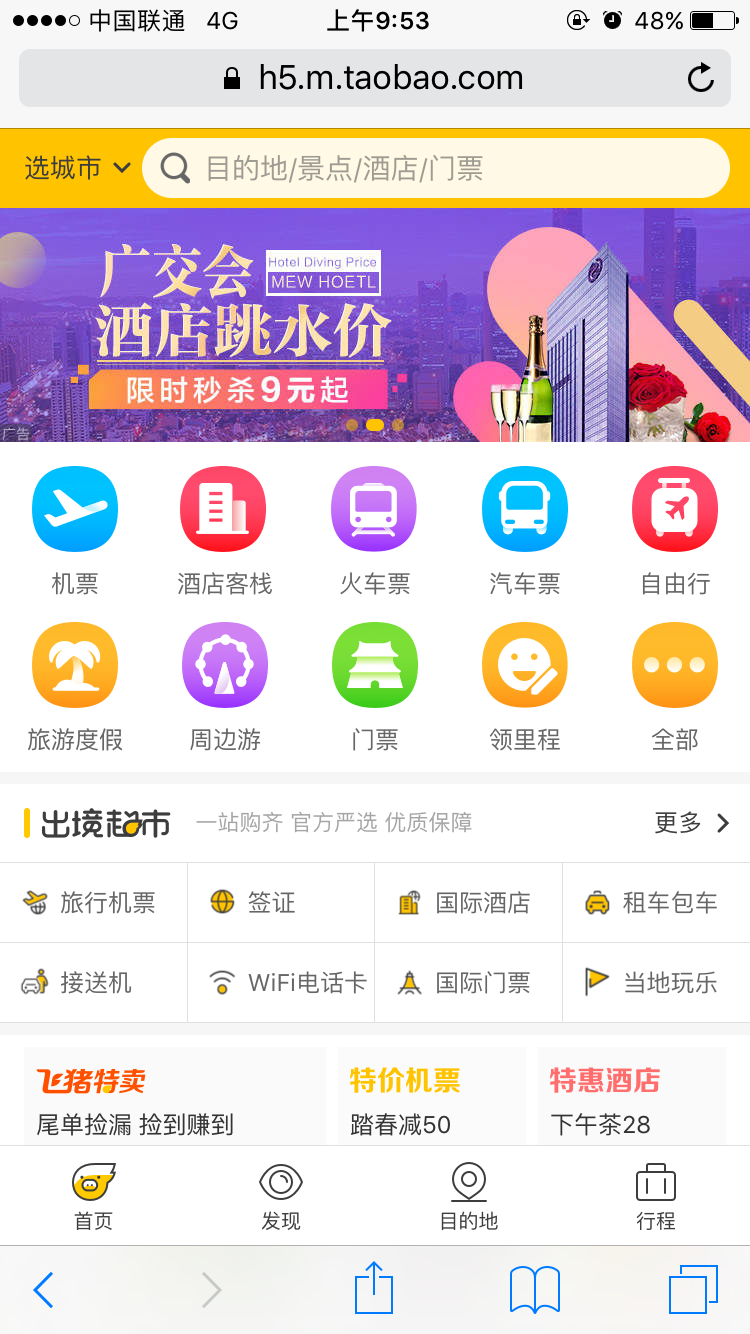 中国联通 4G 上午9:53 48%
h5.m.taobao.com
选城市 目的地/景点/酒店/门票
广交会 Hotel Diving Price
MEW HOETL
酒店跳水价
限时秒杀9元起
广告
机票 酒店客栈 火车票 汽车票 自由行
旅游度假 周边游 门票 领里程 全部
出境超市 一站购齐 官方严选 优质保障 更多
旅行机票 签证 国际酒店 租车包车
接送机 WiFi电话卡 国际门票 当地玩乐
飞猪特卖 特价机票 特惠酒店
尾单捡漏 捡到赚到 踏春减50 下午茶28
首页 发现 目的地 行程